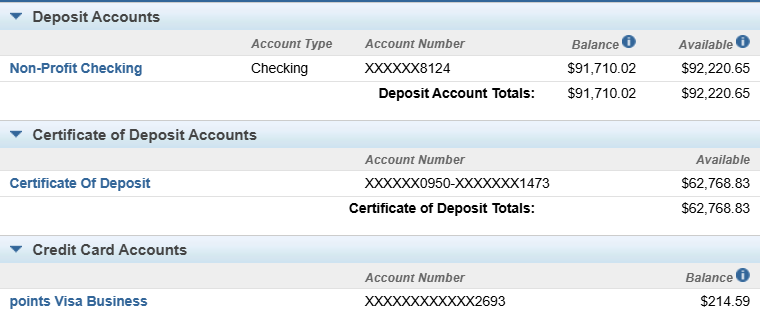 Deposit Accounts
Account Type Account Number Balance Available
Non-Profit Checking Checking XXXXXX8124 $91,710.02 $92,220.65
Deposit Account Totals: $91,710.02 $92,220.65
Certificate of Deposit Accounts
Account Number Available
Certificate Of Deposit XXXXXX0950-XXXXXXX1473 $62,768.83
Certificate of Deposit Totals: $62,768.83
Credit Card Accounts
Account Number Balance
points Visa Business XXXXXXXXXXXX2693 $214.59